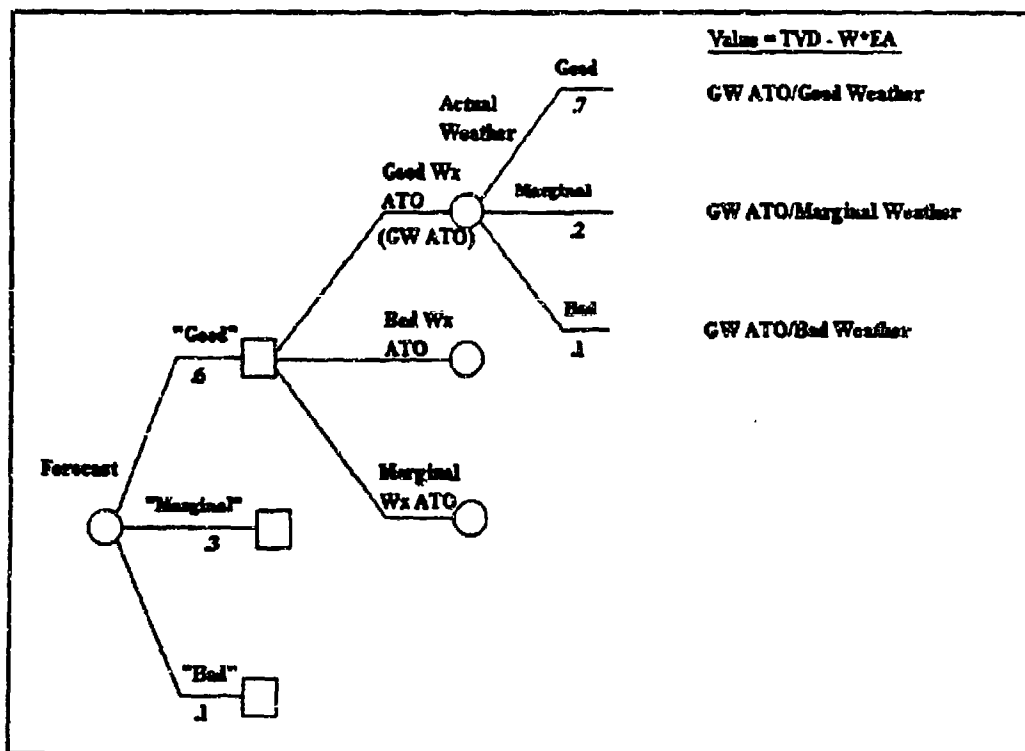 Value = TVD - W*EA
Good
.7
GW ATO/Good Weather
Actual
Weather
Good Wx
ATO
(GW ATO)
Marginal
.2
GW ATO/Marginal Weather
Bad
.1
GW ATO/Bad Weather
Bad Wx
ATO
"Good"
.6
Marginal
Wx ATO
Forecast
"Marginal"
.3
"Bad"
.1